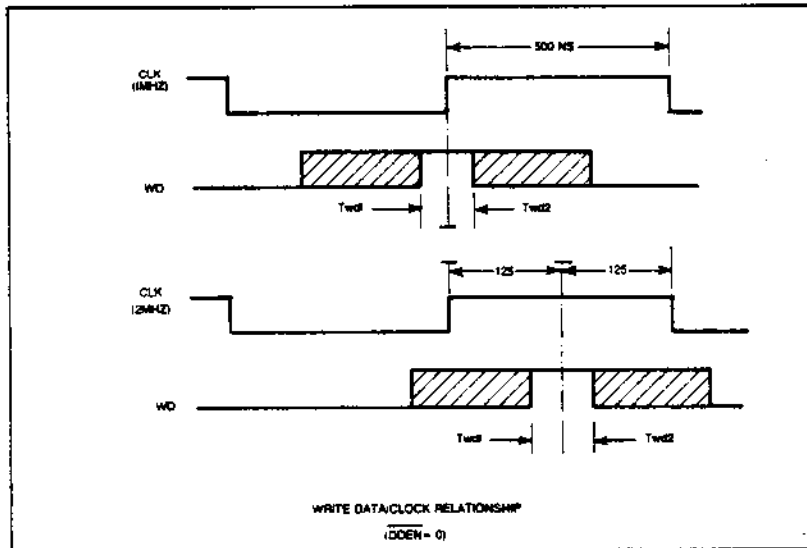 500 NS
CLK
(1MHZ)
WD
Twd1
Twd2
125
125
CLK
(2MHZ)
WD
Twd1
Twd2
WRITE DATA/CLOCK RELATIONSHIP
(DDEN = 0)